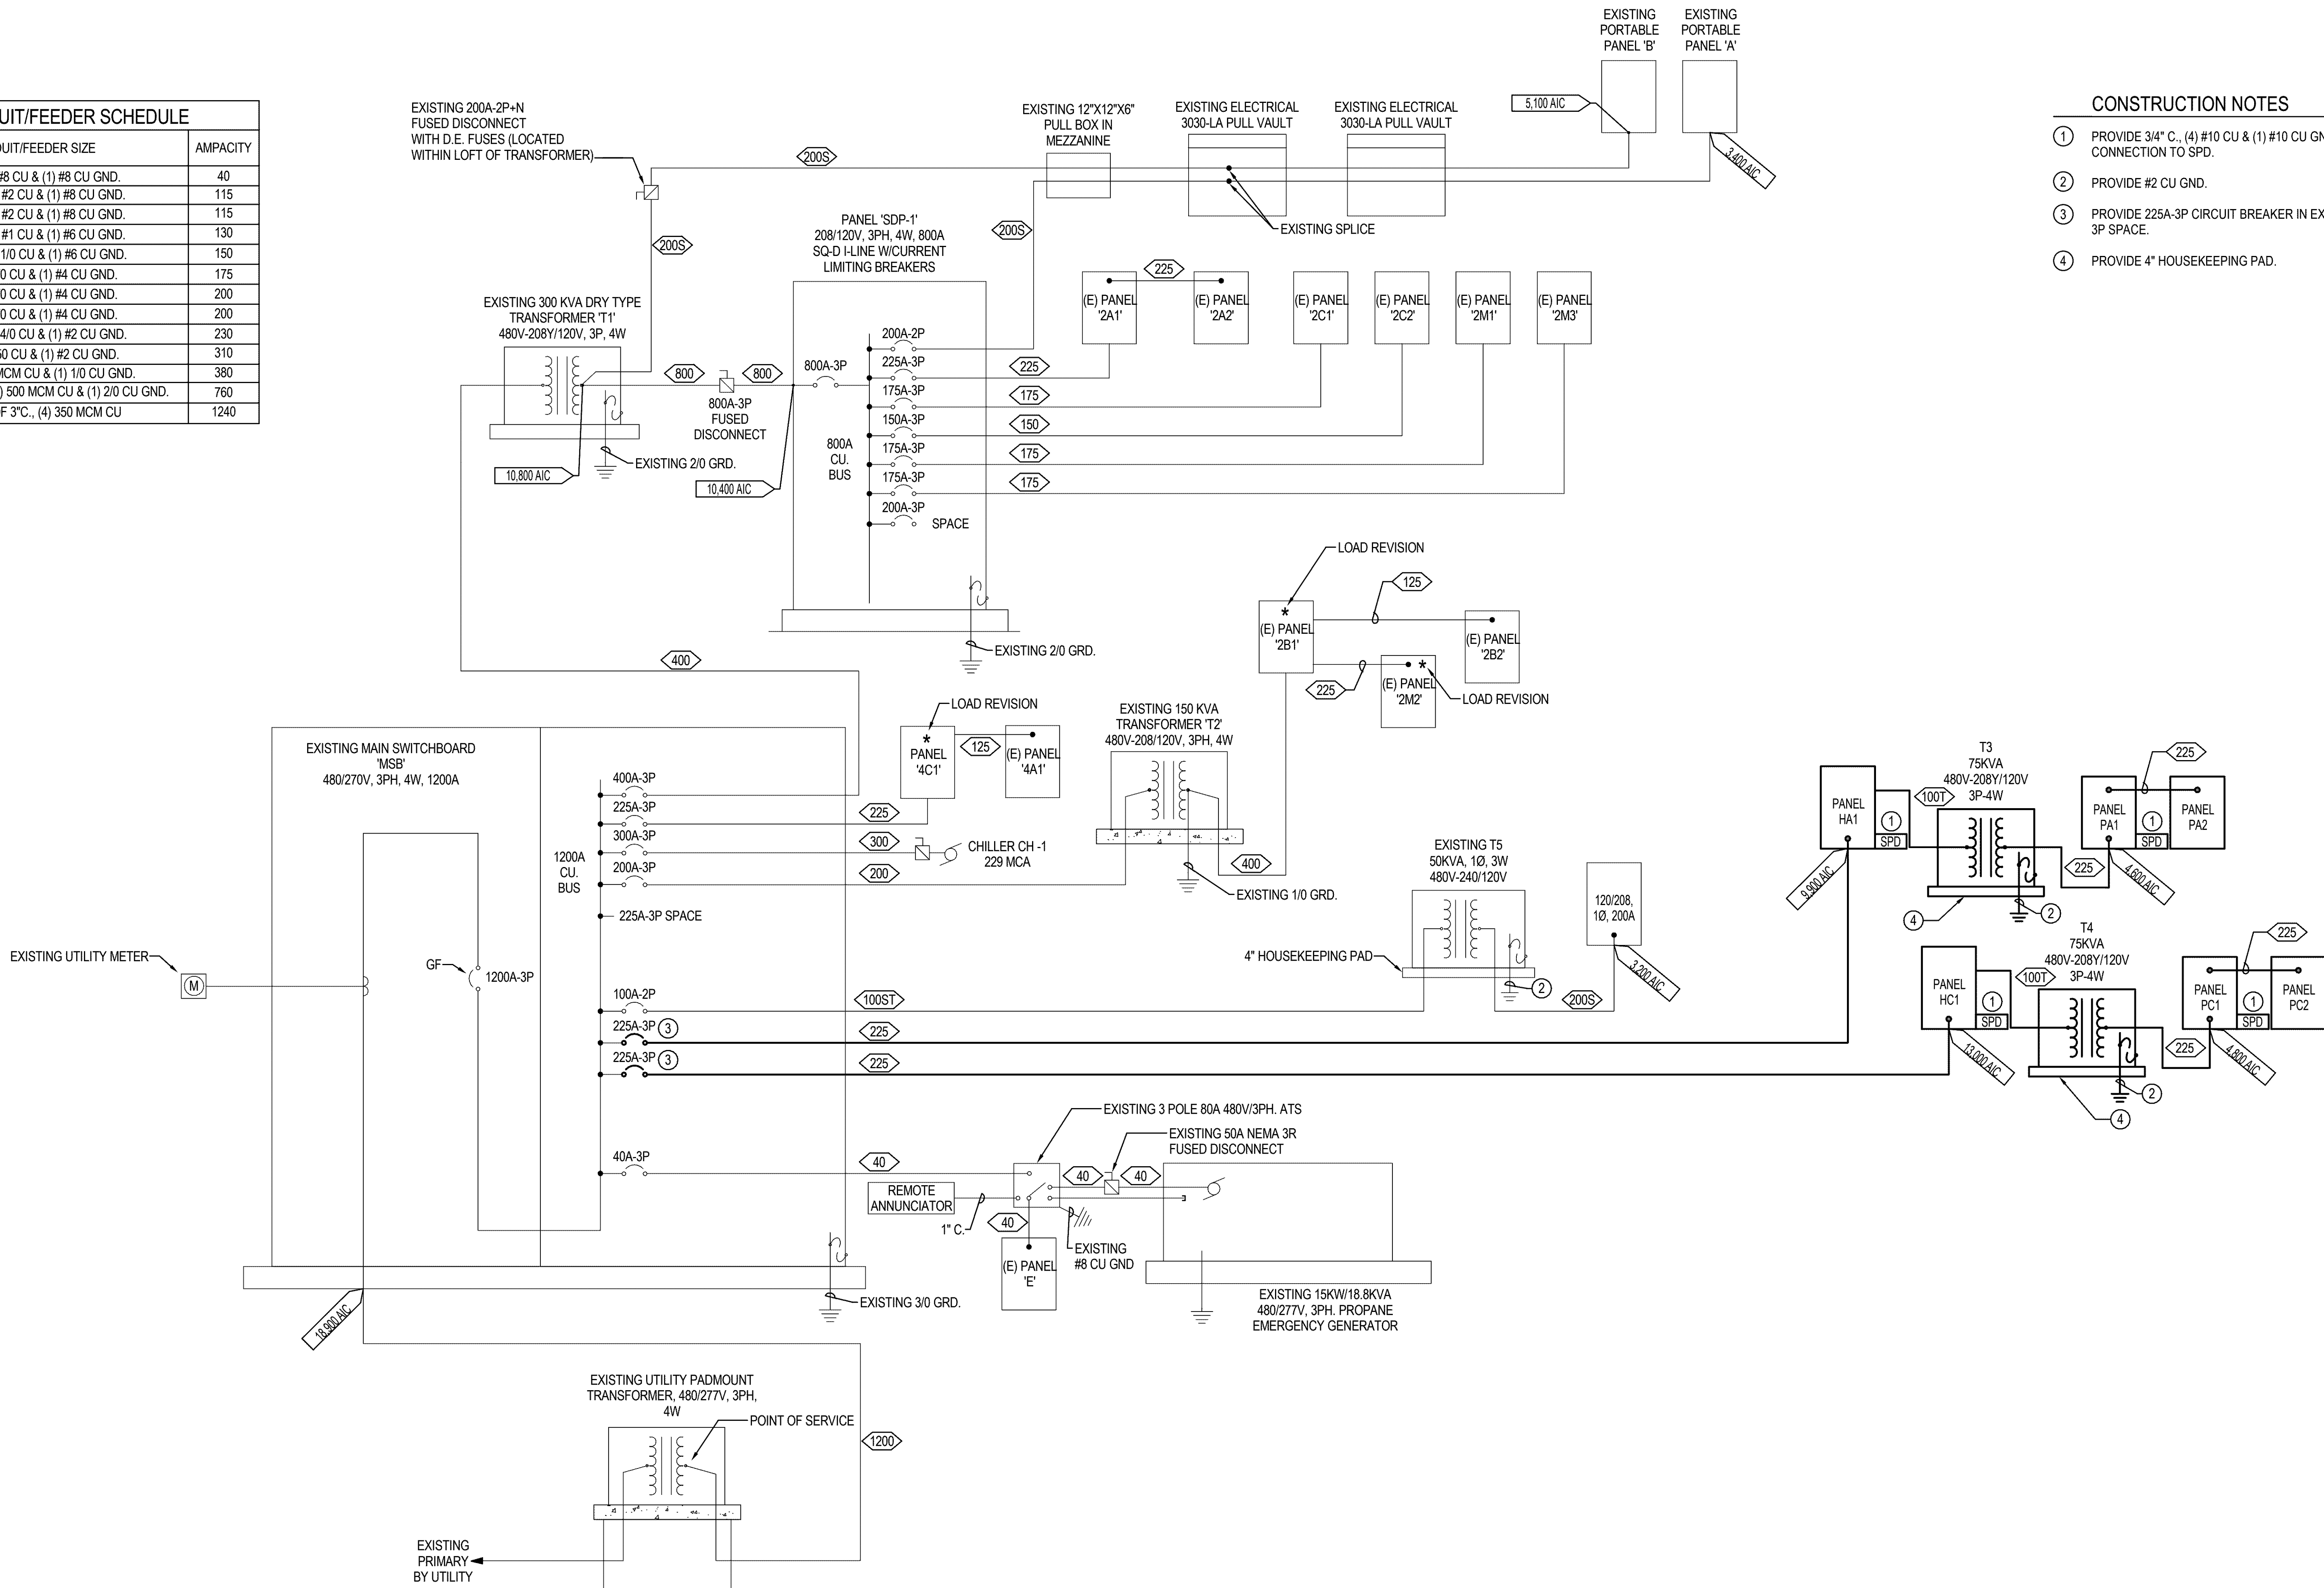 UIT/FEEDER SCHEDULE
UIT/FEEDER SIZE
AMPACITY
#8 CU & (1) #8 CU GND.
40
#2 CU & (1) #8 CU GND.
115
#2 CU & (1) #8 CU GND.
115
#1 CU & (1) #6 CU GND.
130
1/0 CU & (1) #6 CU GND.
150
0 CU & (1) #4 CU GND.
175
0 CU & (1) #4 CU GND.
200
0 CU & (1) #4 CU GND.
200
4/0 CU & (1) #2 CU GND.
230
50 CU & (1) #2 CU GND.
310
MCM CU & (1) 1/0 CU GND.
380
) 500 MCM CU & (1) 2/0 CU GND.
760
F 3"C., (4) 350 MCM CU
1240
EXISTING 200A-2P+N
FUSED DISCONNECT
WITH D.E. FUSES (LOCATED
WITHIN LOFT OF TRANSFORMER)
200S
200S
EXISTING 12"X12"X6"
PULL BOX IN
MEZZANINE
EXISTING ELECTRICAL
3030-LA PULL VAULT
EXISTING ELECTRICAL
3030-LA PULL VAULT
EXISTING SPLICE
EXISTING
PORTABLE
PANEL 'B'
EXISTING
PORTABLE
PANEL 'A'
5,100 AIC
3,400 AIC
CONSTRUCTION NOTES
1 PROVIDE 3/4" C., (4) #10 CU & (1) #10 CU GN
CONNECTION TO SPD.
2 PROVIDE #2 CU GND.
3 PROVIDE 225A-3P CIRCUIT BREAKER IN EX
3P SPACE.
4 PROVIDE 4" HOUSEKEEPING PAD.
PANEL 'SDP-1'
208/120V, 3PH, 4W, 800A
SQ-D I-LINE W/CURRENT
LIMITING BREAKERS
200S
EXISTING 300 KVA DRY TYPE
TRANSFORMER 'T1'
480V-208Y/120V, 3P, 4W
800
800
800A-3P
FUSED
DISCONNECT
EXISTING 2/0 GRD.
10,800 AIC
10,400 AIC
800A-3P
800A
CU.
BUS
200A-2P
225A-3P
175A-3P
150A-3P
175A-3P
175A-3P
200A-3P
SPACE
225
175
150
175
175
225
(E) PANEL
'2A1'
(E) PANEL
'2A2'
(E) PANEL
'2C1'
(E) PANEL
'2C2'
(E) PANEL
'2M1'
(E) PANEL
'2M3'
EXISTING 2/0 GRD.
400
LOAD REVISION
*
(E) PANEL
'2B1'
125
(E) PANEL
'2B2'
225
*
(E) PANEL
'2M2'
LOAD REVISION
EXISTING MAIN SWITCHBOARD
'MSB'
480/270V, 3PH, 4W, 1200A
LOAD REVISION
*
PANEL
'4C1'
125
(E) PANEL
'4A1'
EXISTING 150 KVA
TRANSFORMER 'T2'
480V-208/120V, 3PH, 4W
400
EXISTING 1/0 GRD.
1200A
CU.
BUS
400A-3P
225A-3P
300A-3P
200A-3P
225A-3P SPACE
100A-2P
225A-3P 3
225A-3P 3
40A-3P
225
300
200
100ST
225
225
40
CHILLER CH -1
229 MCA
EXISTING T5
50KVA, 1Ø, 3W
480V-240/120V
4" HOUSEKEEPING PAD
2
200S
120/208,
1Ø, 200A
3,200 AIC
PANEL
HA1
1
SPD
9,900 AIC
100T
T3
75KVA
480V-208Y/120V
3P-4W
4
2
225
PANEL
PA1
1
SPD
PANEL
PA2
225
4,600 AIC
PANEL
HC1
1
SPD
13,000 AIC
100T
T4
75KVA
480V-208Y/120V
3P-4W
4
2
225
PANEL
PC1
1
SPD
PANEL
PC2
225
4,800 AIC
EXISTING UTILITY METER
M
GF
1200A-3P
EXISTING 3 POLE 80A 480V/3PH. ATS
EXISTING 50A NEMA 3R
FUSED DISCONNECT
REMOTE
ANNUNCIATOR
1" C.
40
40
40
(E) PANEL
'E'
EXISTING
#8 CU GND
EXISTING 15KW/18.8KVA
480/277V, 3PH. PROPANE
EMERGENCY GENERATOR
EXISTING 3/0 GRD.
18,900 AIC
EXISTING UTILITY PADMOUNT
TRANSFORMER, 480/277V, 3PH,
4W
POINT OF SERVICE
1200
EXISTING
PRIMARY
BY UTILITY